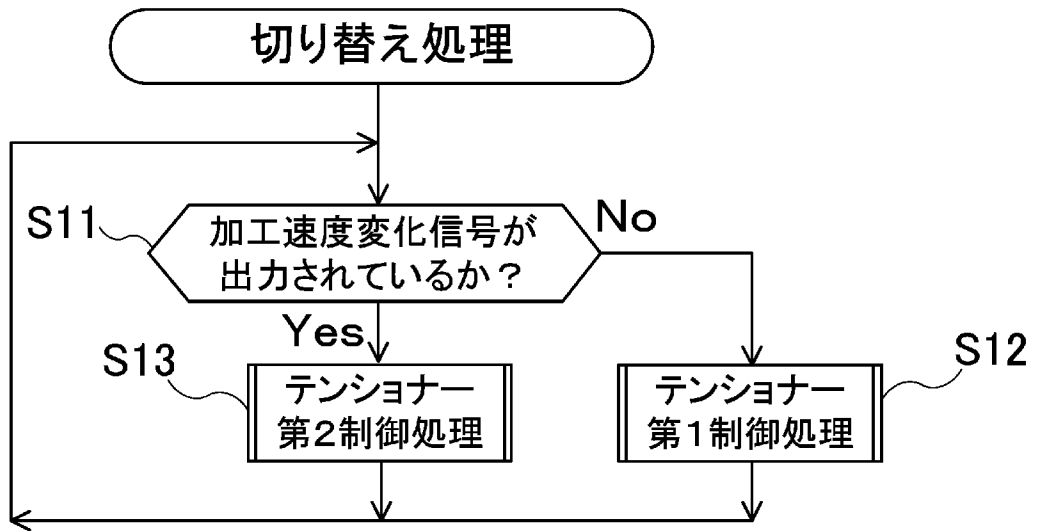 切り替え処理
S11
加工速度変化信号が
出力されているか？
No
Yes
S13
テンショナー
第２制御処理
S12
テンショナー
第１制御処理